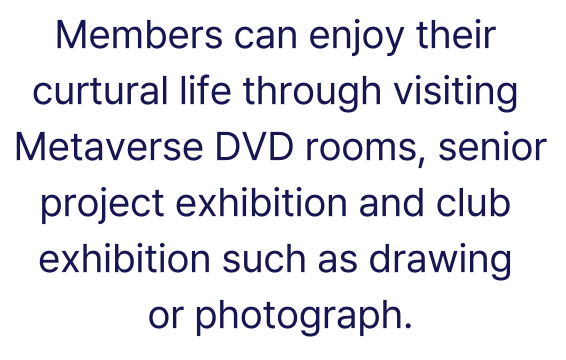 Members can enjoy their
curtural life through visiting
Metaverse DVD rooms, senior
project exhibition and club
exhibition such as drawing
or photograph.